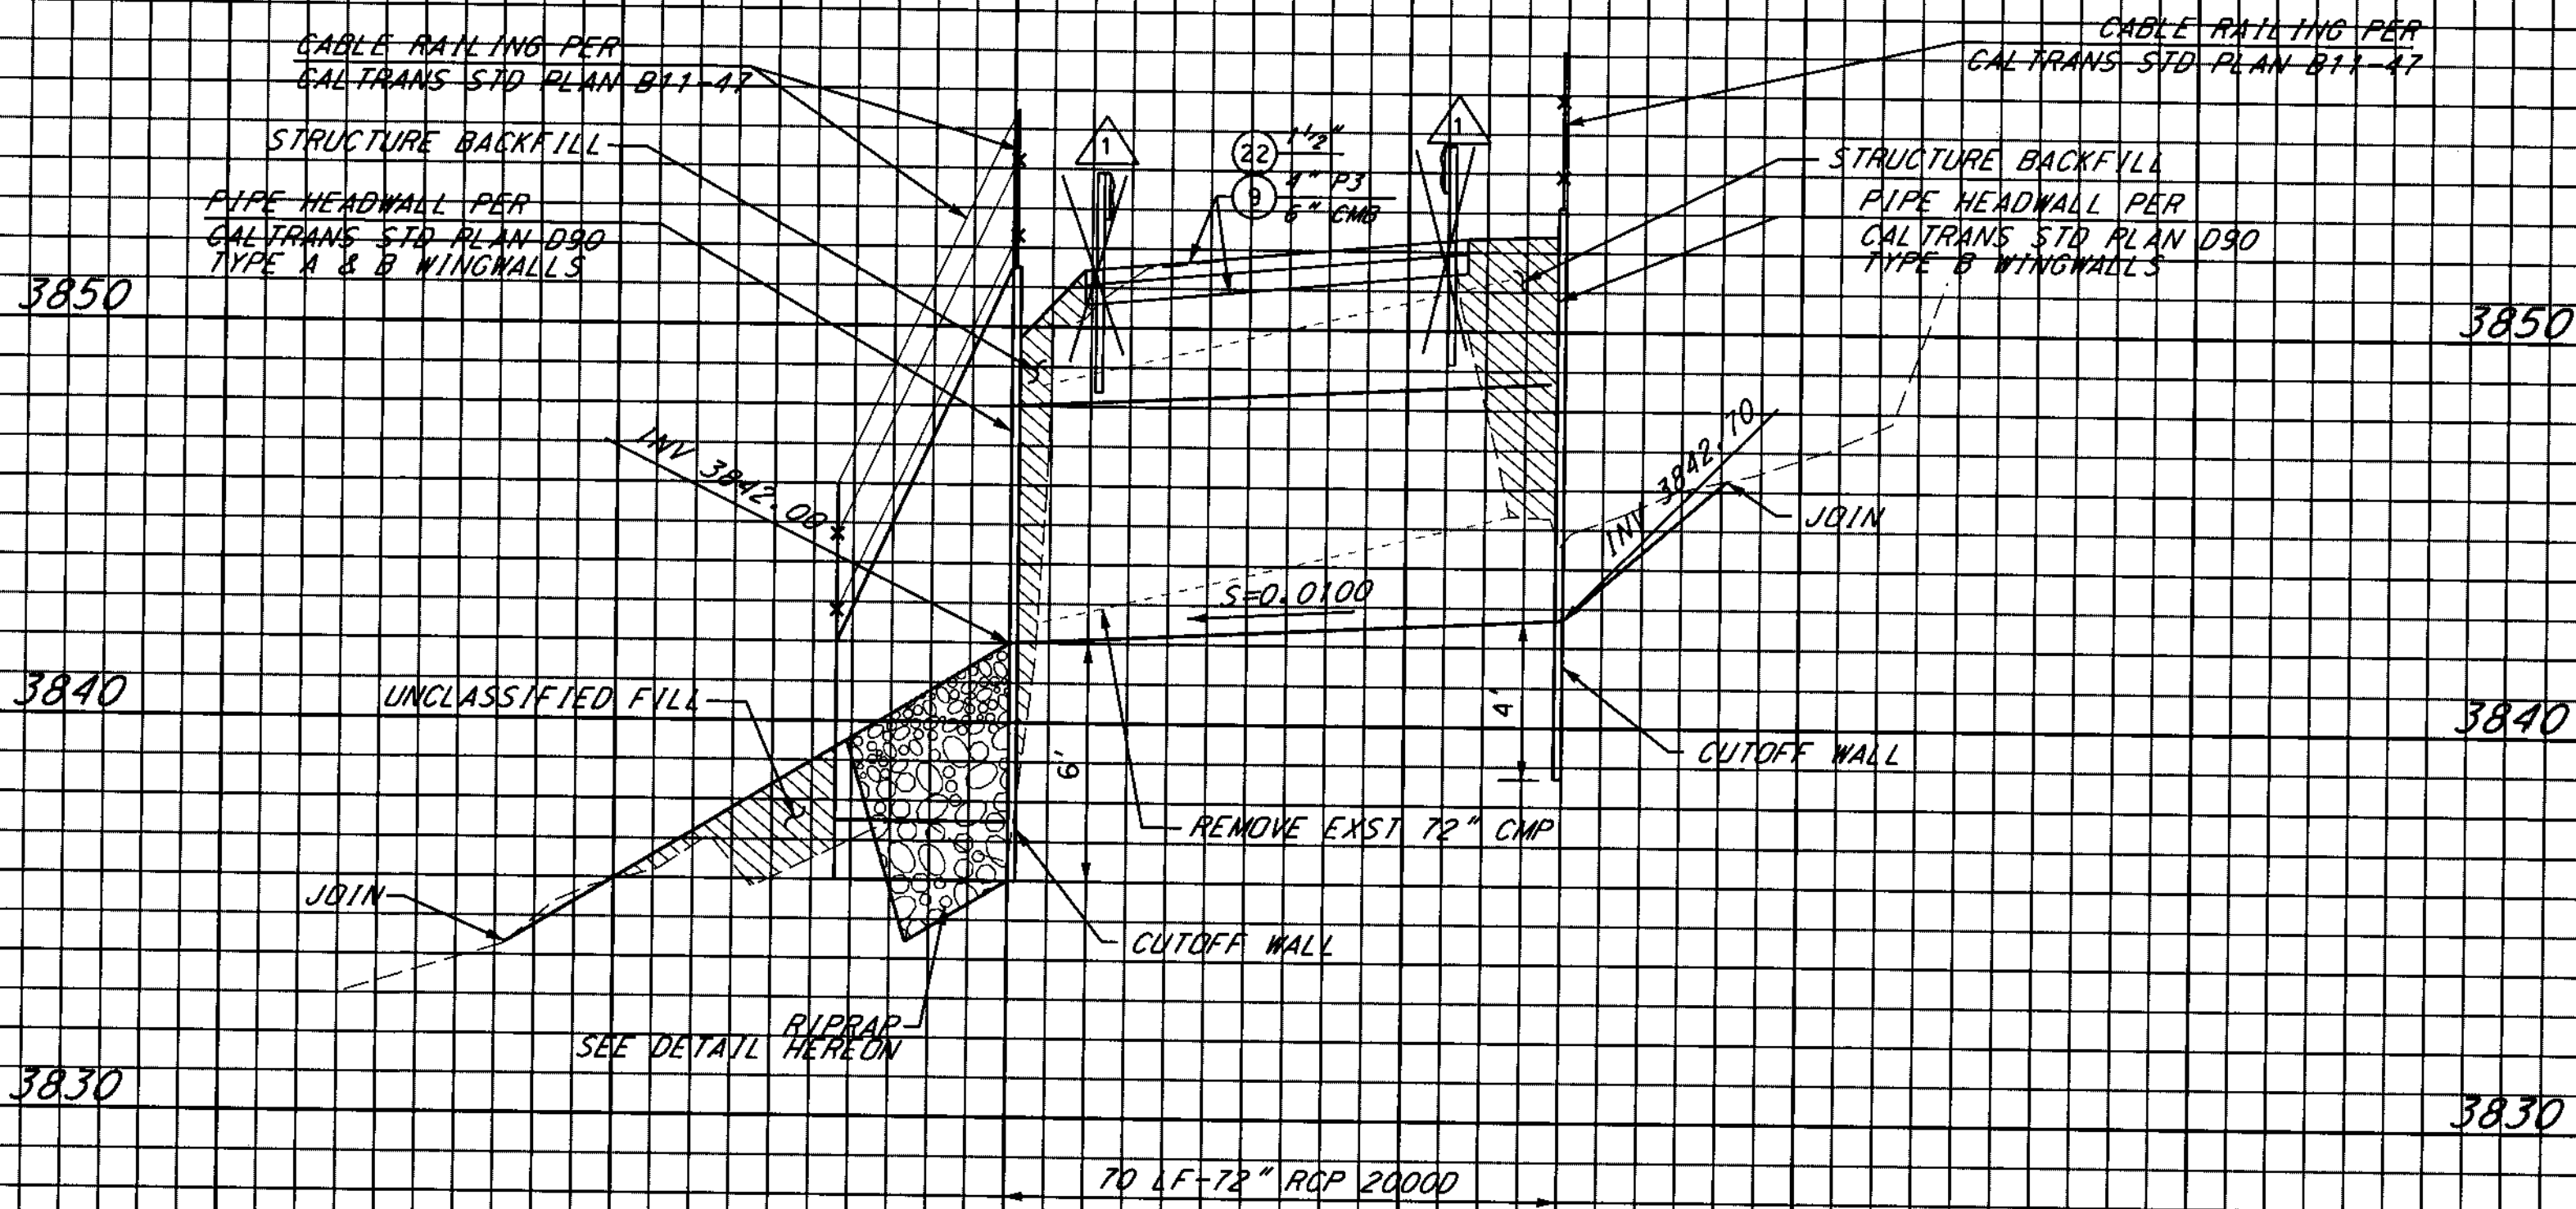 CABLE RAILING PER
CALTRANS STD PLAN B11-47
CABLE RAILING PER
CALTRANS STD PLAN B11-47
STRUCTURE BACKFILL
1
22 1 1/2"
9 4" P3
6" CMB
1
STRUCTURE BACKFILL
PIPE HEADWALL PER
CALTRANS STD PLAN D90
TYPE A & B WINGWALLS
PIPE HEADWALL PER
CALTRANS STD PLAN D90
TYPE B WINGWALLS
3850
3850
INV 3842.00
INV 3842.70
JOIN
S=0.0100
3840
UNCLASSIFIED FILL
6'
4'
3840
CUTOFF WALL
REMOVE EXST 72" CMP
JOIN
CUTOFF WALL
RIPRAP
SEE DETAIL HEREON
3830
3830
70 LF-72" RCP 2000D